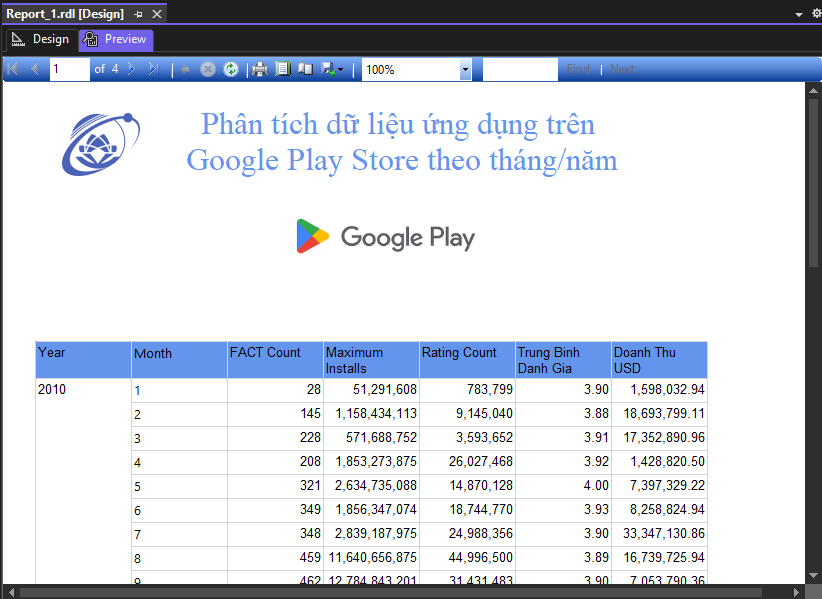 Report_1.rdl [Design]
Design Preview
1 of 4 100% Find | Next
Phân tích dữ liệu ứng dụng trên
Google Play Store theo tháng/năm
Google Play
Year Month FACT Count Maximum Installs Rating Count Trung Binh Danh Gia Doanh Thu USD
2010 1 28 51,291,608 783,799 3.90 1,598,032.94
2 145 1,158,434,113 9,145,040 3.88 18,693,799.11
3 228 571,688,752 3,593,652 3.91 17,352,890.96
4 208 1,853,273,875 26,027,468 3.92 1,428,820.50
5 321 2,634,735,088 14,870,128 4.00 7,397,329.22
6 349 1,856,347,074 18,744,770 3.93 8,258,824.94
7 348 2,839,187,975 24,988,356 3.90 33,347,130.86
8 459 11,640,656,875 44,996,500 3.89 16,739,725.94
9 462 12,784,843,201 31,431,483 3.90 7,053,790.36